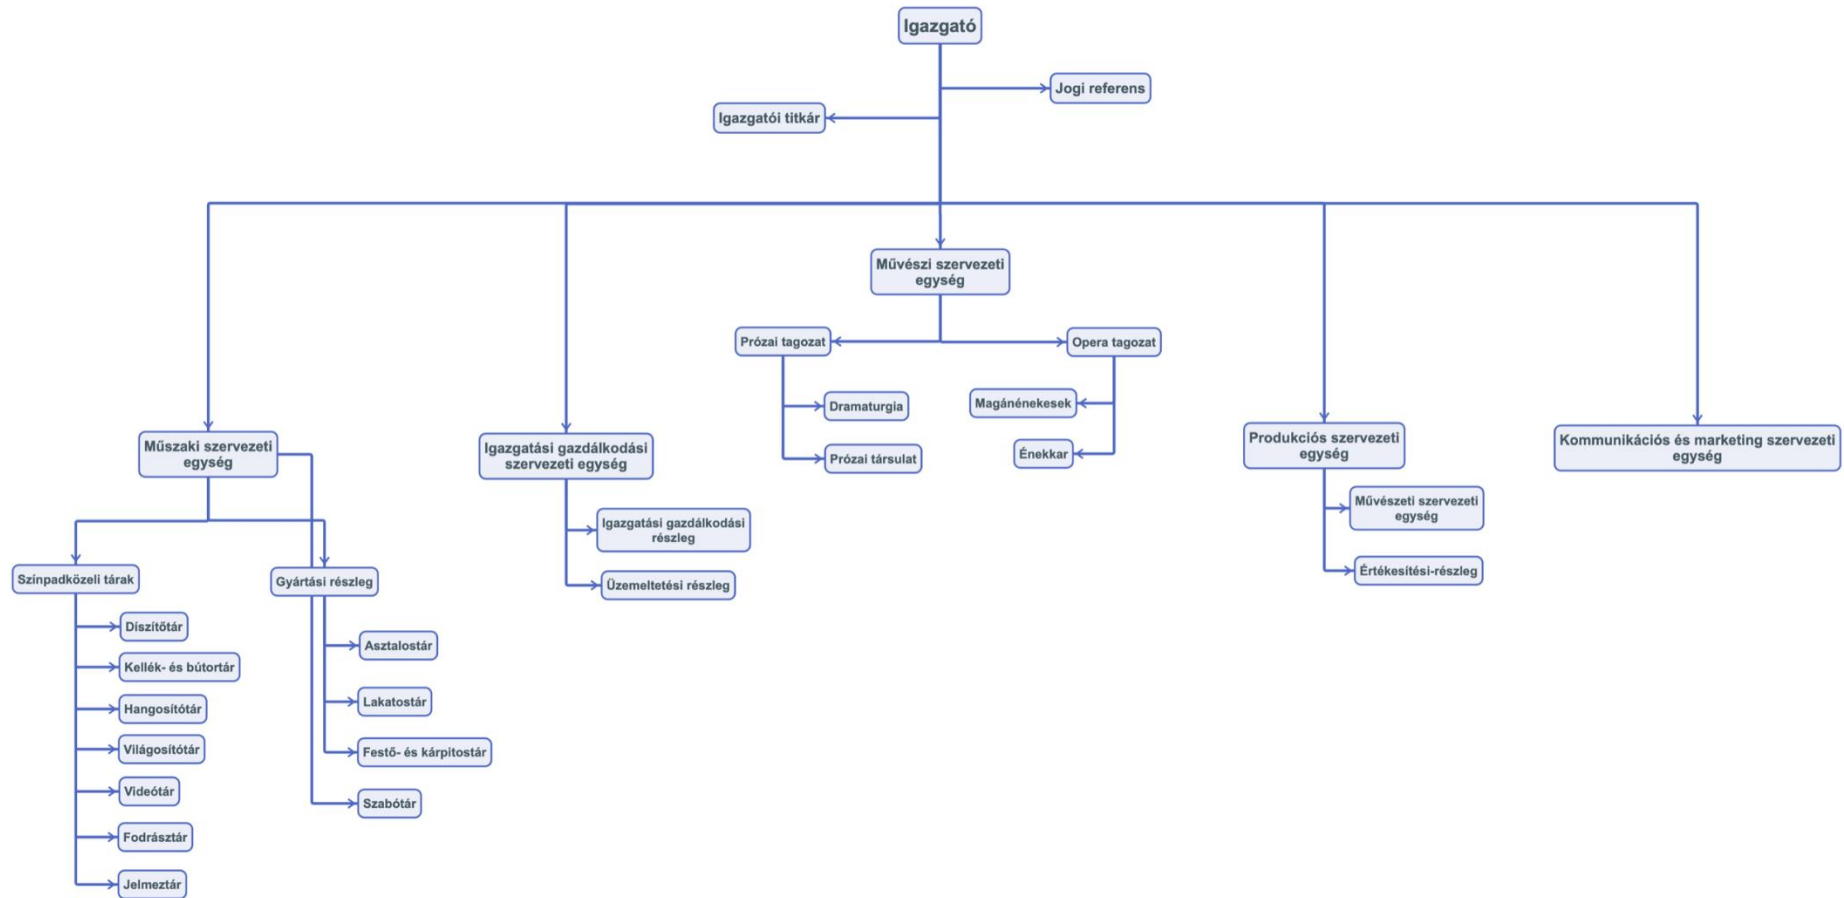 Igazgató
Jogi referens
Igazgatói titkár
Művészi szervezeti
egység
Prózai tagozat
Opera tagozat
Dramaturgia
Magánénekesek
Prózai társulat
Énekkar
Műszaki szervezeti
egység
Igazgatási gazdálkodási
szervezeti egység
Produkciós szervezeti
egység
Kommunikációs és marketing szervezeti
egység
Színpadközeli tárak
Gyártási részleg
Igazgatási gazdálkodási
részleg
Üzemeltetési részleg
Művészeti szervezeti
egység
Értékesítési-részleg
Díszítőtár
Kellék- és bútortár
Hangosítótár
Világosítótár
Videótár
Fodrásztár
Jelmeztár
Asztalostár
Lakatostár
Festő- és kárpitostár
Szabótár